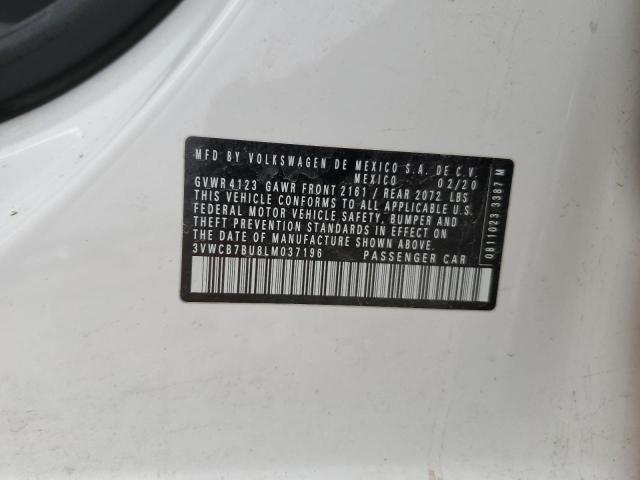 MFD BY VOLKSWAGEN DE MEXICO S.A. DE C.V.
MEXICO 02/20
GVWR 4123 GAWR FRONT 2161 / REAR 2072 LBS
THIS VEHICLE CONFORMS TO ALL APPLICABLE U.S.
FEDERAL MOTOR VEHICLE SAFETY, BUMPER AND
THEFT PREVENTION STANDARDS IN EFFECT ON
THE DATE OF MANUFACTURE SHOWN ABOVE.
3VWCB7BU8LM037196 PASSENGER CAR
0811023 3387 M